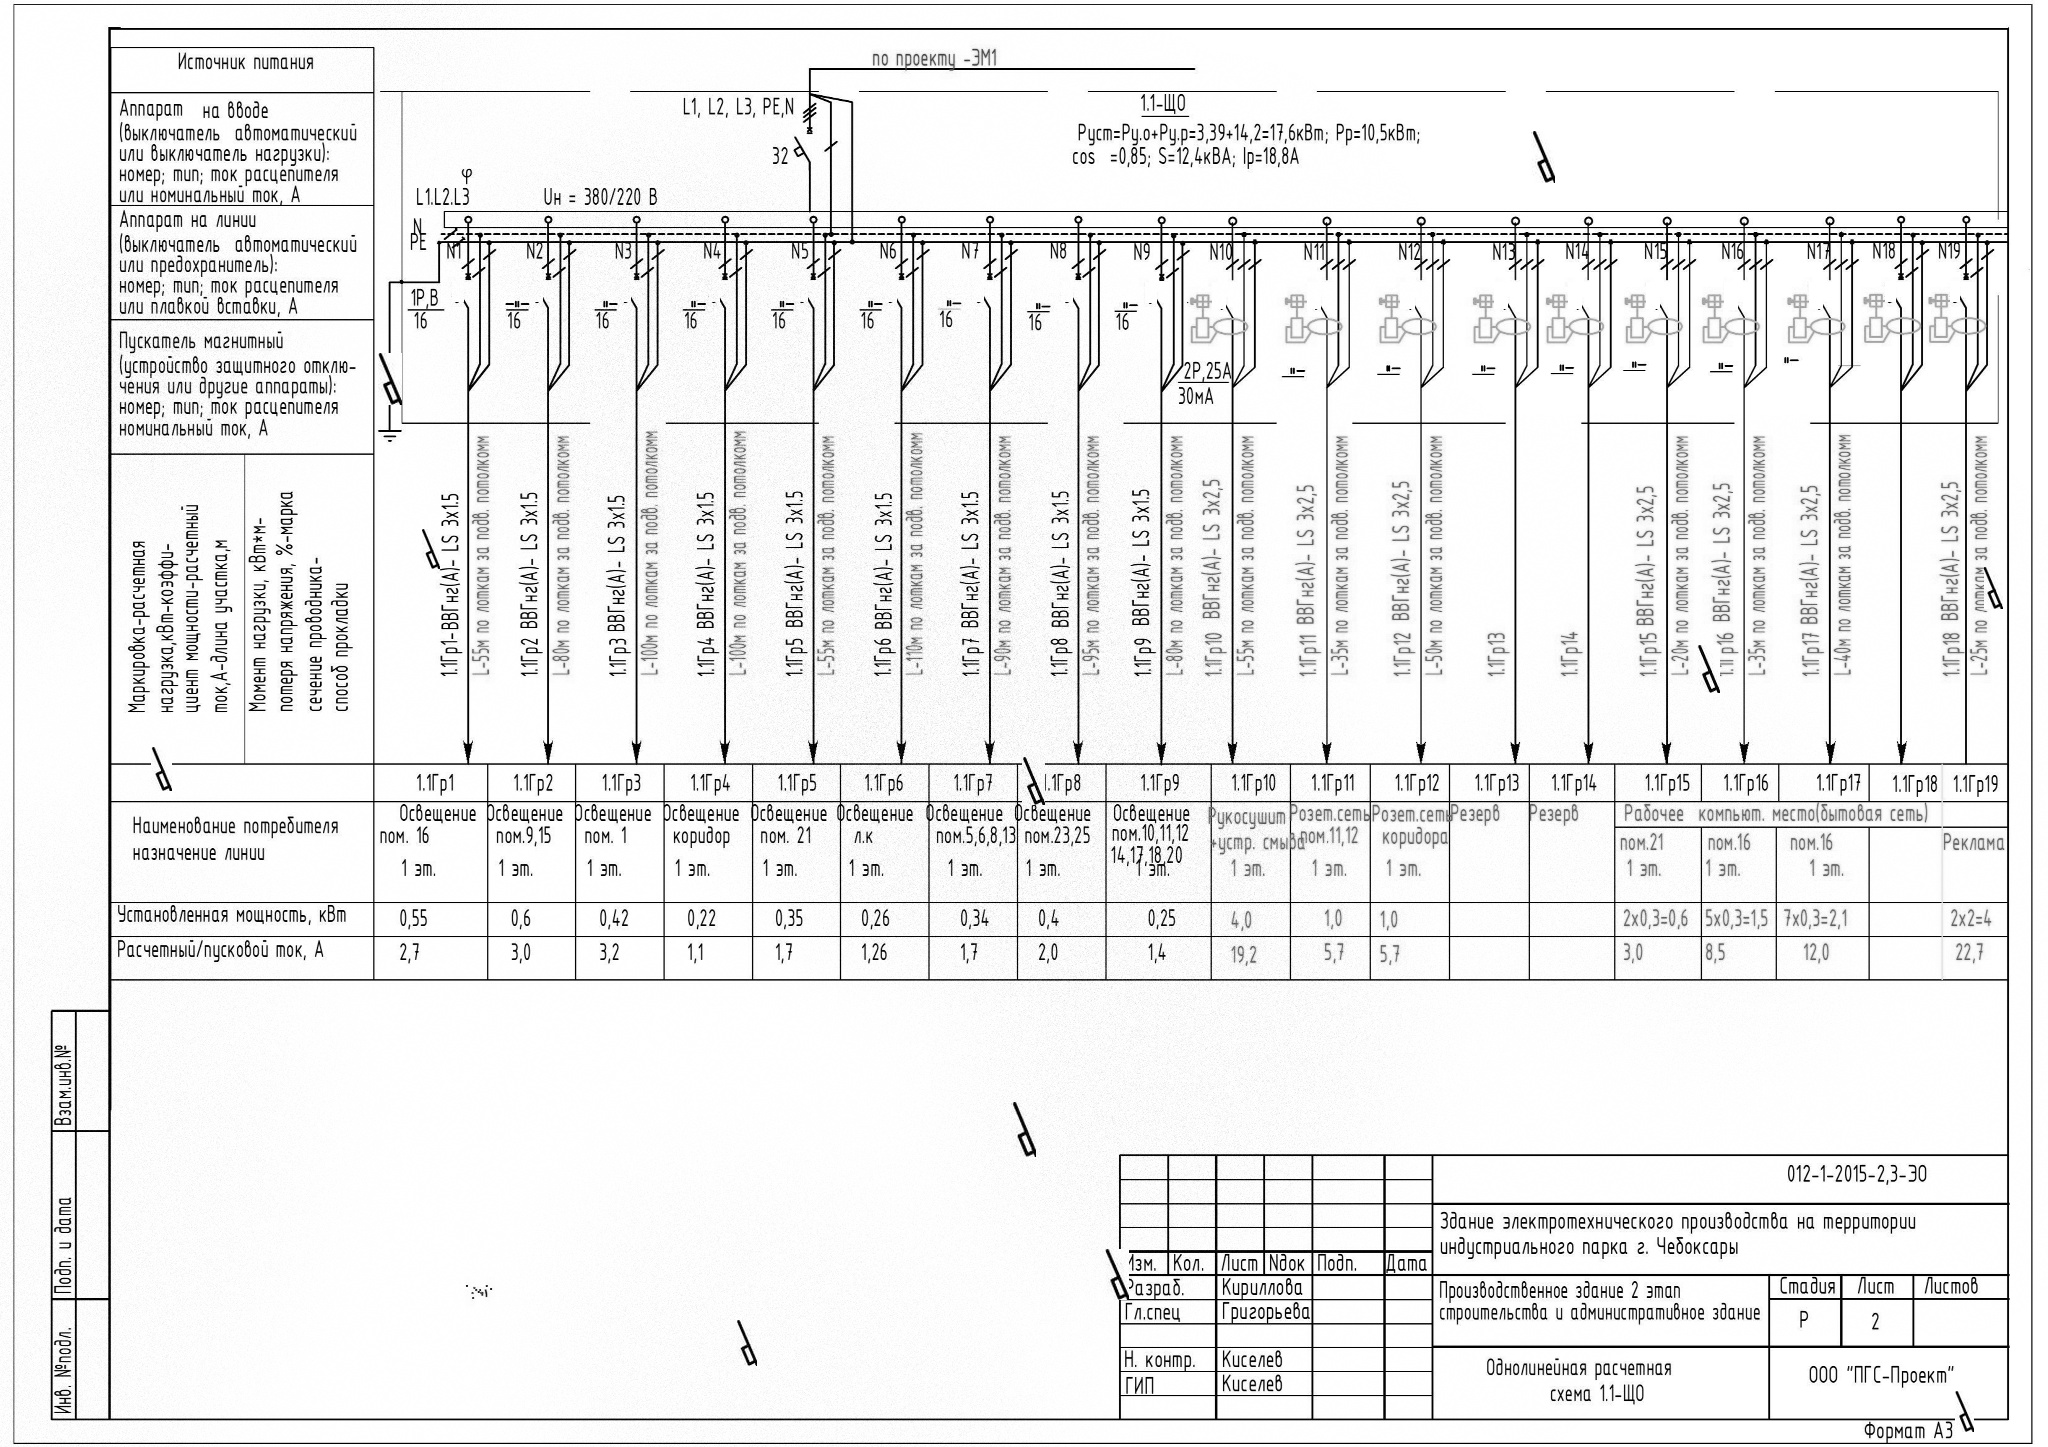 Источник питания
Аппарат на вводе
(выключатель автоматический
или выключатель нагрузки):
номер; тип; ток расцепителя
или номинальный ток, А
Аппарат на линии
(выключатель автоматический
или предохранитель):
номер; тип; ток расцепителя
или плавкой вставки, А
Пускатель магнитный
(устройство защитного отклю-
чения или другие аппараты):
номер; тип; ток расцепителя
номинальный ток, А
Маркировка-расчетная
нагрузка,кВт-коэффи-
циент мощности-расчетный
ток,А-длина участка,м
Момент нагрузки, кВт*м-
потеря напряжения, %-марка
сечение проводника-
способ прокладки
по проекту -ЭМ1
L1, L2, L3, PE,N
32
1.1-ЩО
Руст=Ру.о+Ру.р=3,39+14,2=17,6кВт; Рр=10,5кВт;
cos =0,85; S=12,4кВА; Iр=18,8А
φ
L1.L2.L3
Uн = 380/220 В
N
PE
N1 N2 N3 N4 N5 N6 N7 N8 N9 N10 N11 N12 N13 N14 N15 N16 N17 N18 N19
1Р,В
16
-"-
16
-"-
16
-"-
16
-"-
16
"-
16
"-
16
"-
16
"-
16
2Р,25А
30мА
"- "- "- "- "- "- "-
1.1Гр1-ВВГнг(А)- LS 3х1.5
L-55м по лоткам за подв. потолкомм
1.1Гр2 ВВГнг(А)- LS 3х1.5
L-80м по лоткам за подв. потолкомм
1.1Гр3 ВВГнг(А)- LS 3х1.5
L-100м по лоткам за подв. потолкомм
1.1Гр4 ВВГнг(А)- LS 3х1.5
L-100м по лоткам за подв. потолкомм
1.1Гр5 ВВГнг(А)- LS 3х1.5
L-55м по лоткам за подв. потолкомм
1.1Гр6 ВВГнг(А)- LS 3х1.5
L-110м по лоткам за подв. потолкомм
1.1Гр7 ВВГнг(А)- LS 3х1.5
L-90м по лоткам за подв. потолкомм
1.1Гр8 ВВГнг(А)- LS 3х1.5
L-95м по лоткам за подв. потолкомм
1.1Гр9 ВВГнг(А)- LS 3х1.5
L-80м по лоткам за подв. потолкомм
1.1Гр10 ВВГнг(А)- LS 3х2,5
L-55м по лоткам за подв. потолкомм
1.1Гр11 ВВГнг(А)- LS 3х2,5
L-35м по лоткам за подв. потолкомм
1.1Гр12 ВВГнг(А)- LS 3х2,5
L-50м по лоткам за подв. потолкомм
1.1Гр13
1.1Гр14
1.1Гр15 ВВГнг(А)- LS 3х2,5
L-20м по лоткам за подв. потолкомм
1.1Гр16 ВВГнг(А)- LS 3х2,5
L-35м по лоткам за подв. потолкомм
1.1Гр17 ВВГнг(А)- LS 3х2,5
L-40м по лоткам за подв. потолкомм
1.1Гр18 ВВГнг(А)- LS 3х2,5
L-25м по лоткам за подв. потолкомм
1.1Гр1 1.1Гр2 1.1Гр3 1.1Гр4 1.1Гр5 1.1Гр6 1.1Гр7 1.1Гр8 1.1Гр9 1.1Гр10 1.1Гр11 1.1Гр12 1.1Гр13 1.1Гр14 1.1Гр15 1.1Гр16 1.1Гр17 1.1Гр18 1.1Гр19
Наименование потребителя
назначение линии
Освещение
пом. 16
1 эт.
Освещение
пом.9,15
1 эт.
Освещение
пом. 1
1 эт.
Освещение
коридор
1 эт.
Освещение
пом. 21
1 эт.
Освещение
л.к
1 эт.
Освещение
пом.5,6,8,13
1 эт.
Освещение
пом.23,25
1 эт.
Освещение
пом.10,11,12
14,17,18,20
1 эт.
Рукосушит
+устр. смыва
1 эт.
Розет.сеть
пом.11,12
1 эт.
Розет.сеть
коридора
1 эт.
Резерв
Резерв
Рабочее компьют. место(бытовая сеть)
пом.21
1 эт.
пом.16
1 эт.
пом.16
1 эт.
Реклама
Установленная мощность, кВт 0,55 0,6 0,42 0,22 0,35 0,26 0,34 0,4 0,25 4,0 1,0 1,0 2х0,3=0,6 5х0,3=1,5 7х0,3=2,1 2х2=4
Расчетный/пусковой ток, А 2,7 3,0 3,2 1,1 1,7 1,26 1,7 2,0 1,4 19,2 5,7 5,7 3,0 8,5 12,0 22,7
Взам.инв.№
Подп. и дата
Инв. №подл.
012-1-2015-2,3-ЭО
Здание электротехнического производства на территории
индустриального парка г. Чебоксары
Изм. Кол. Лист Nдок Подп. Дата
Разраб. Кириллова
Гл.спец Григорьева
Н. контр. Киселев
ГИП Киселев
Производственное здание 2 этап
строительства и административное здание
Стадия Лист Листов
Р 2
Однолинейная расчетная
схема 1.1-ЩО
ООО "ПГС-Проект"
Формат А3